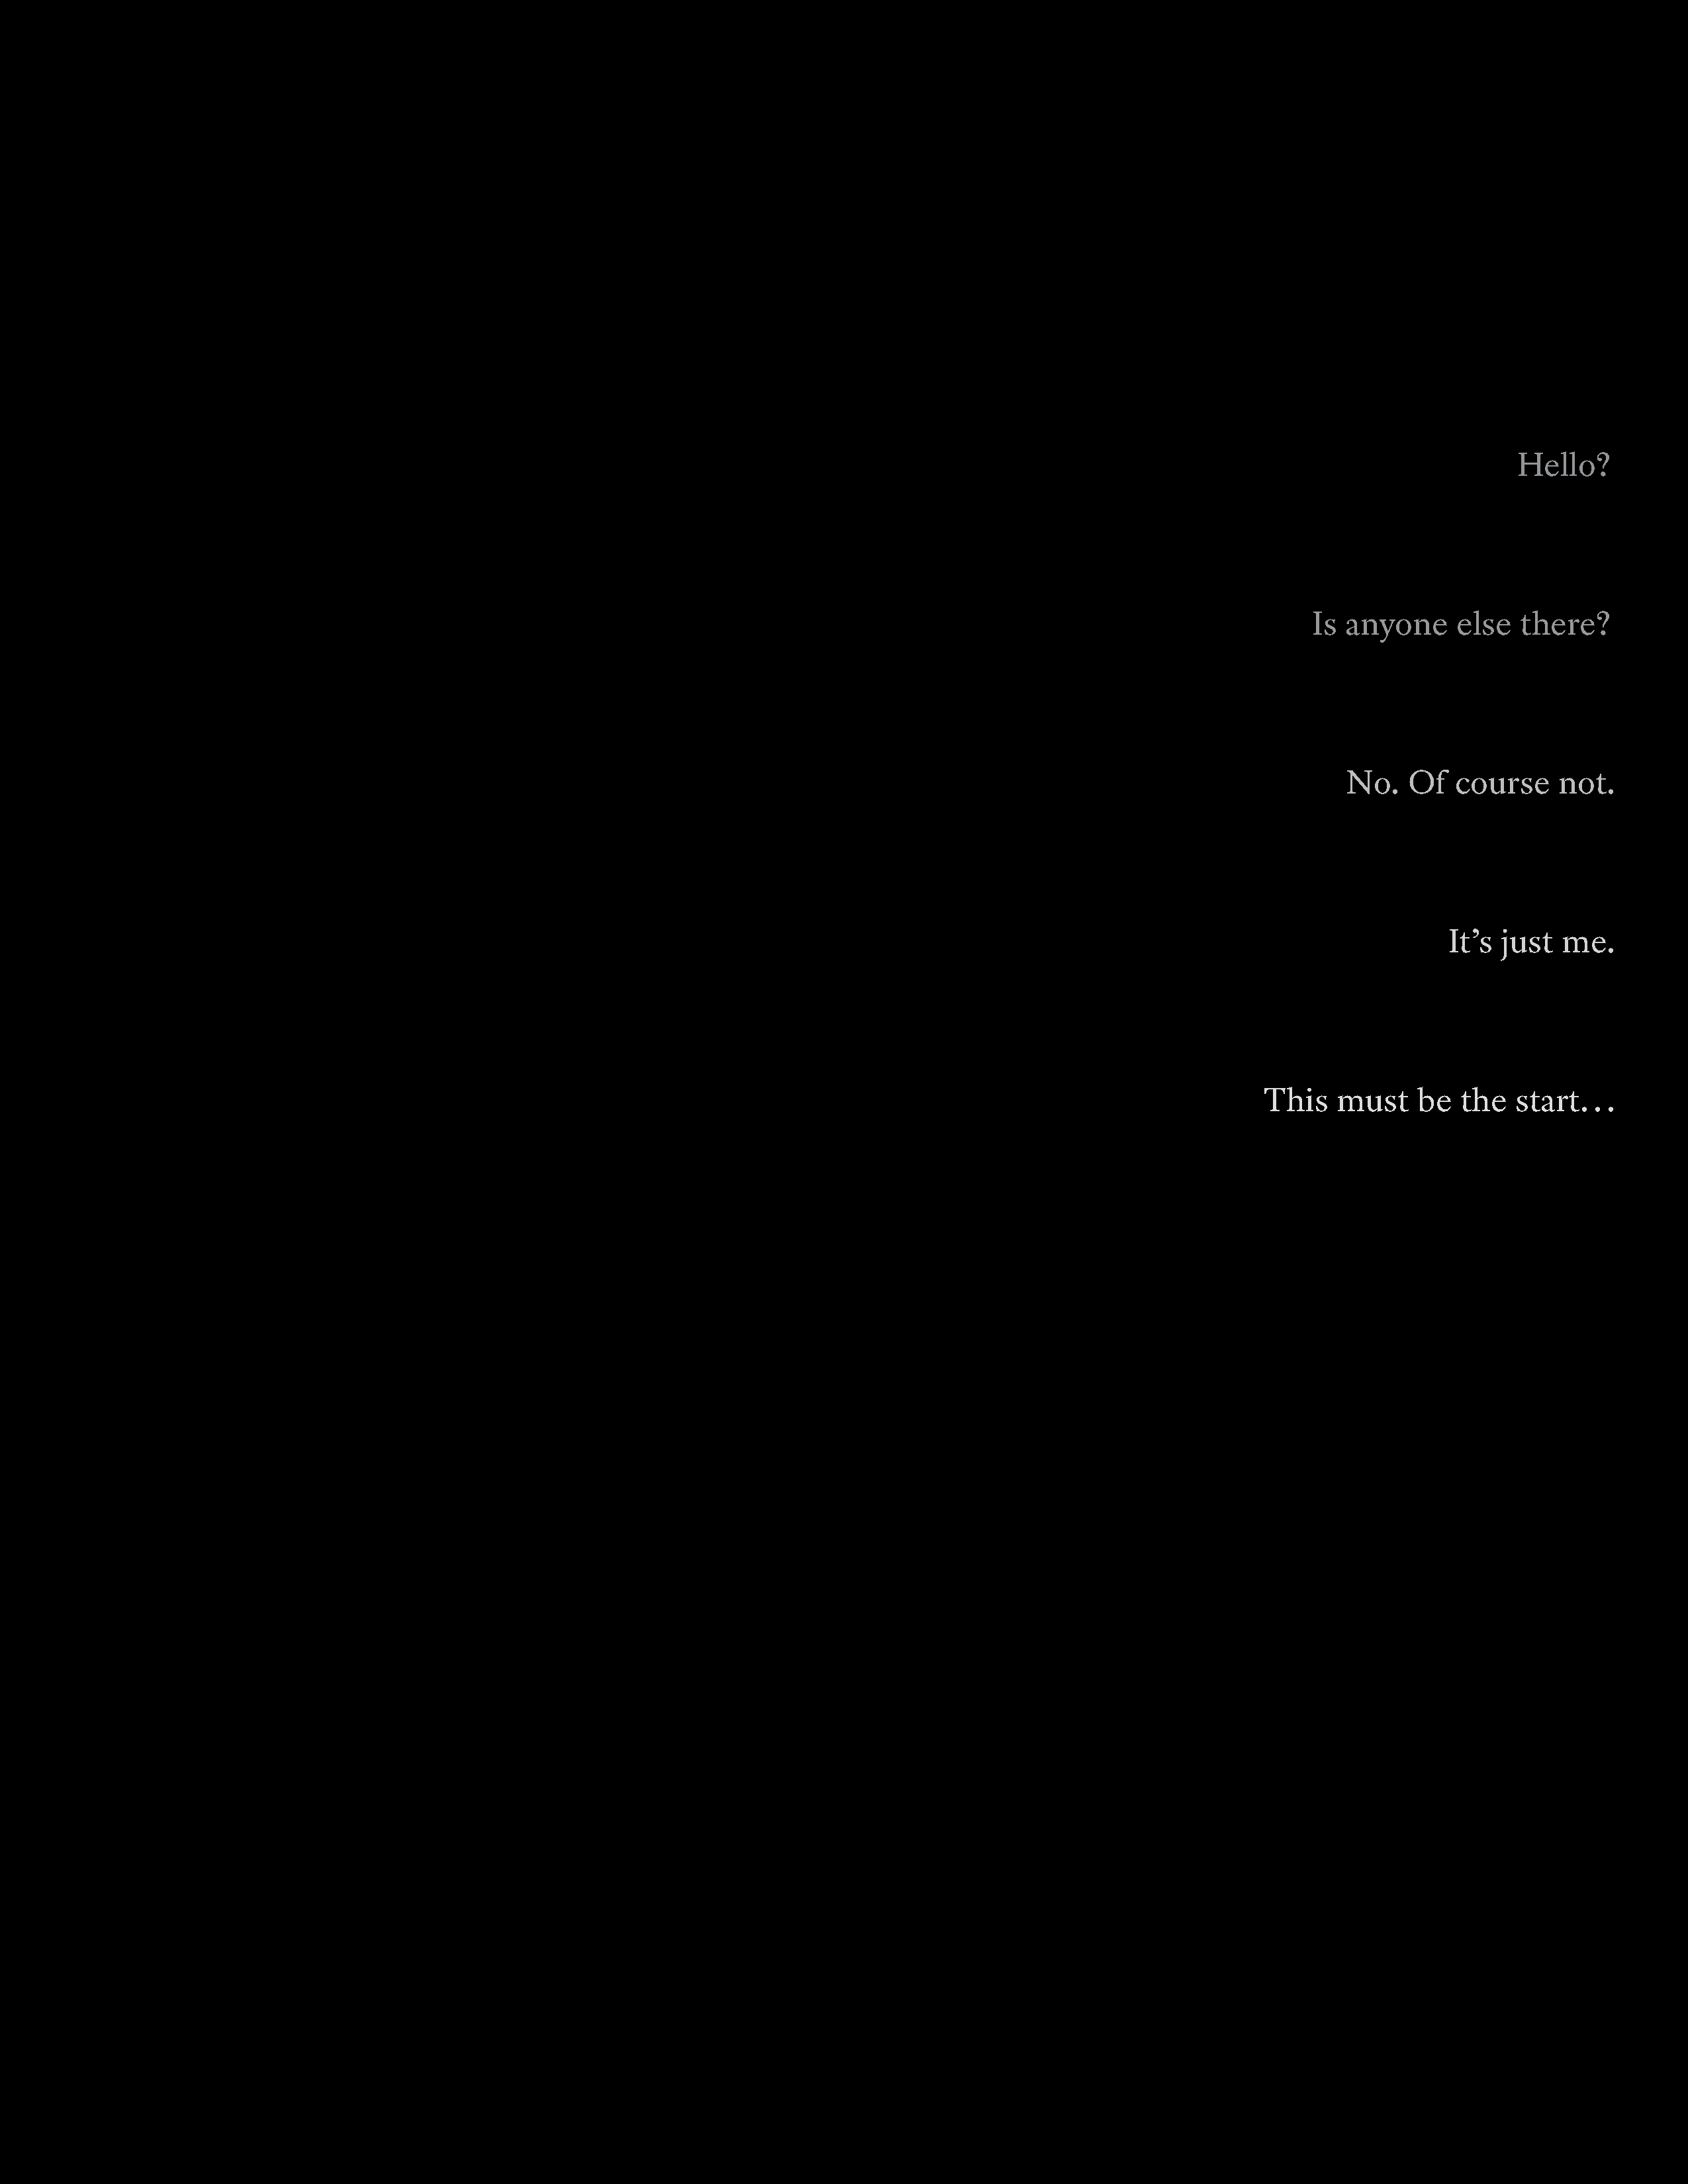 Hello?
Is anyone else there?
No. Of course not.
It’s just me.
This must be the start…